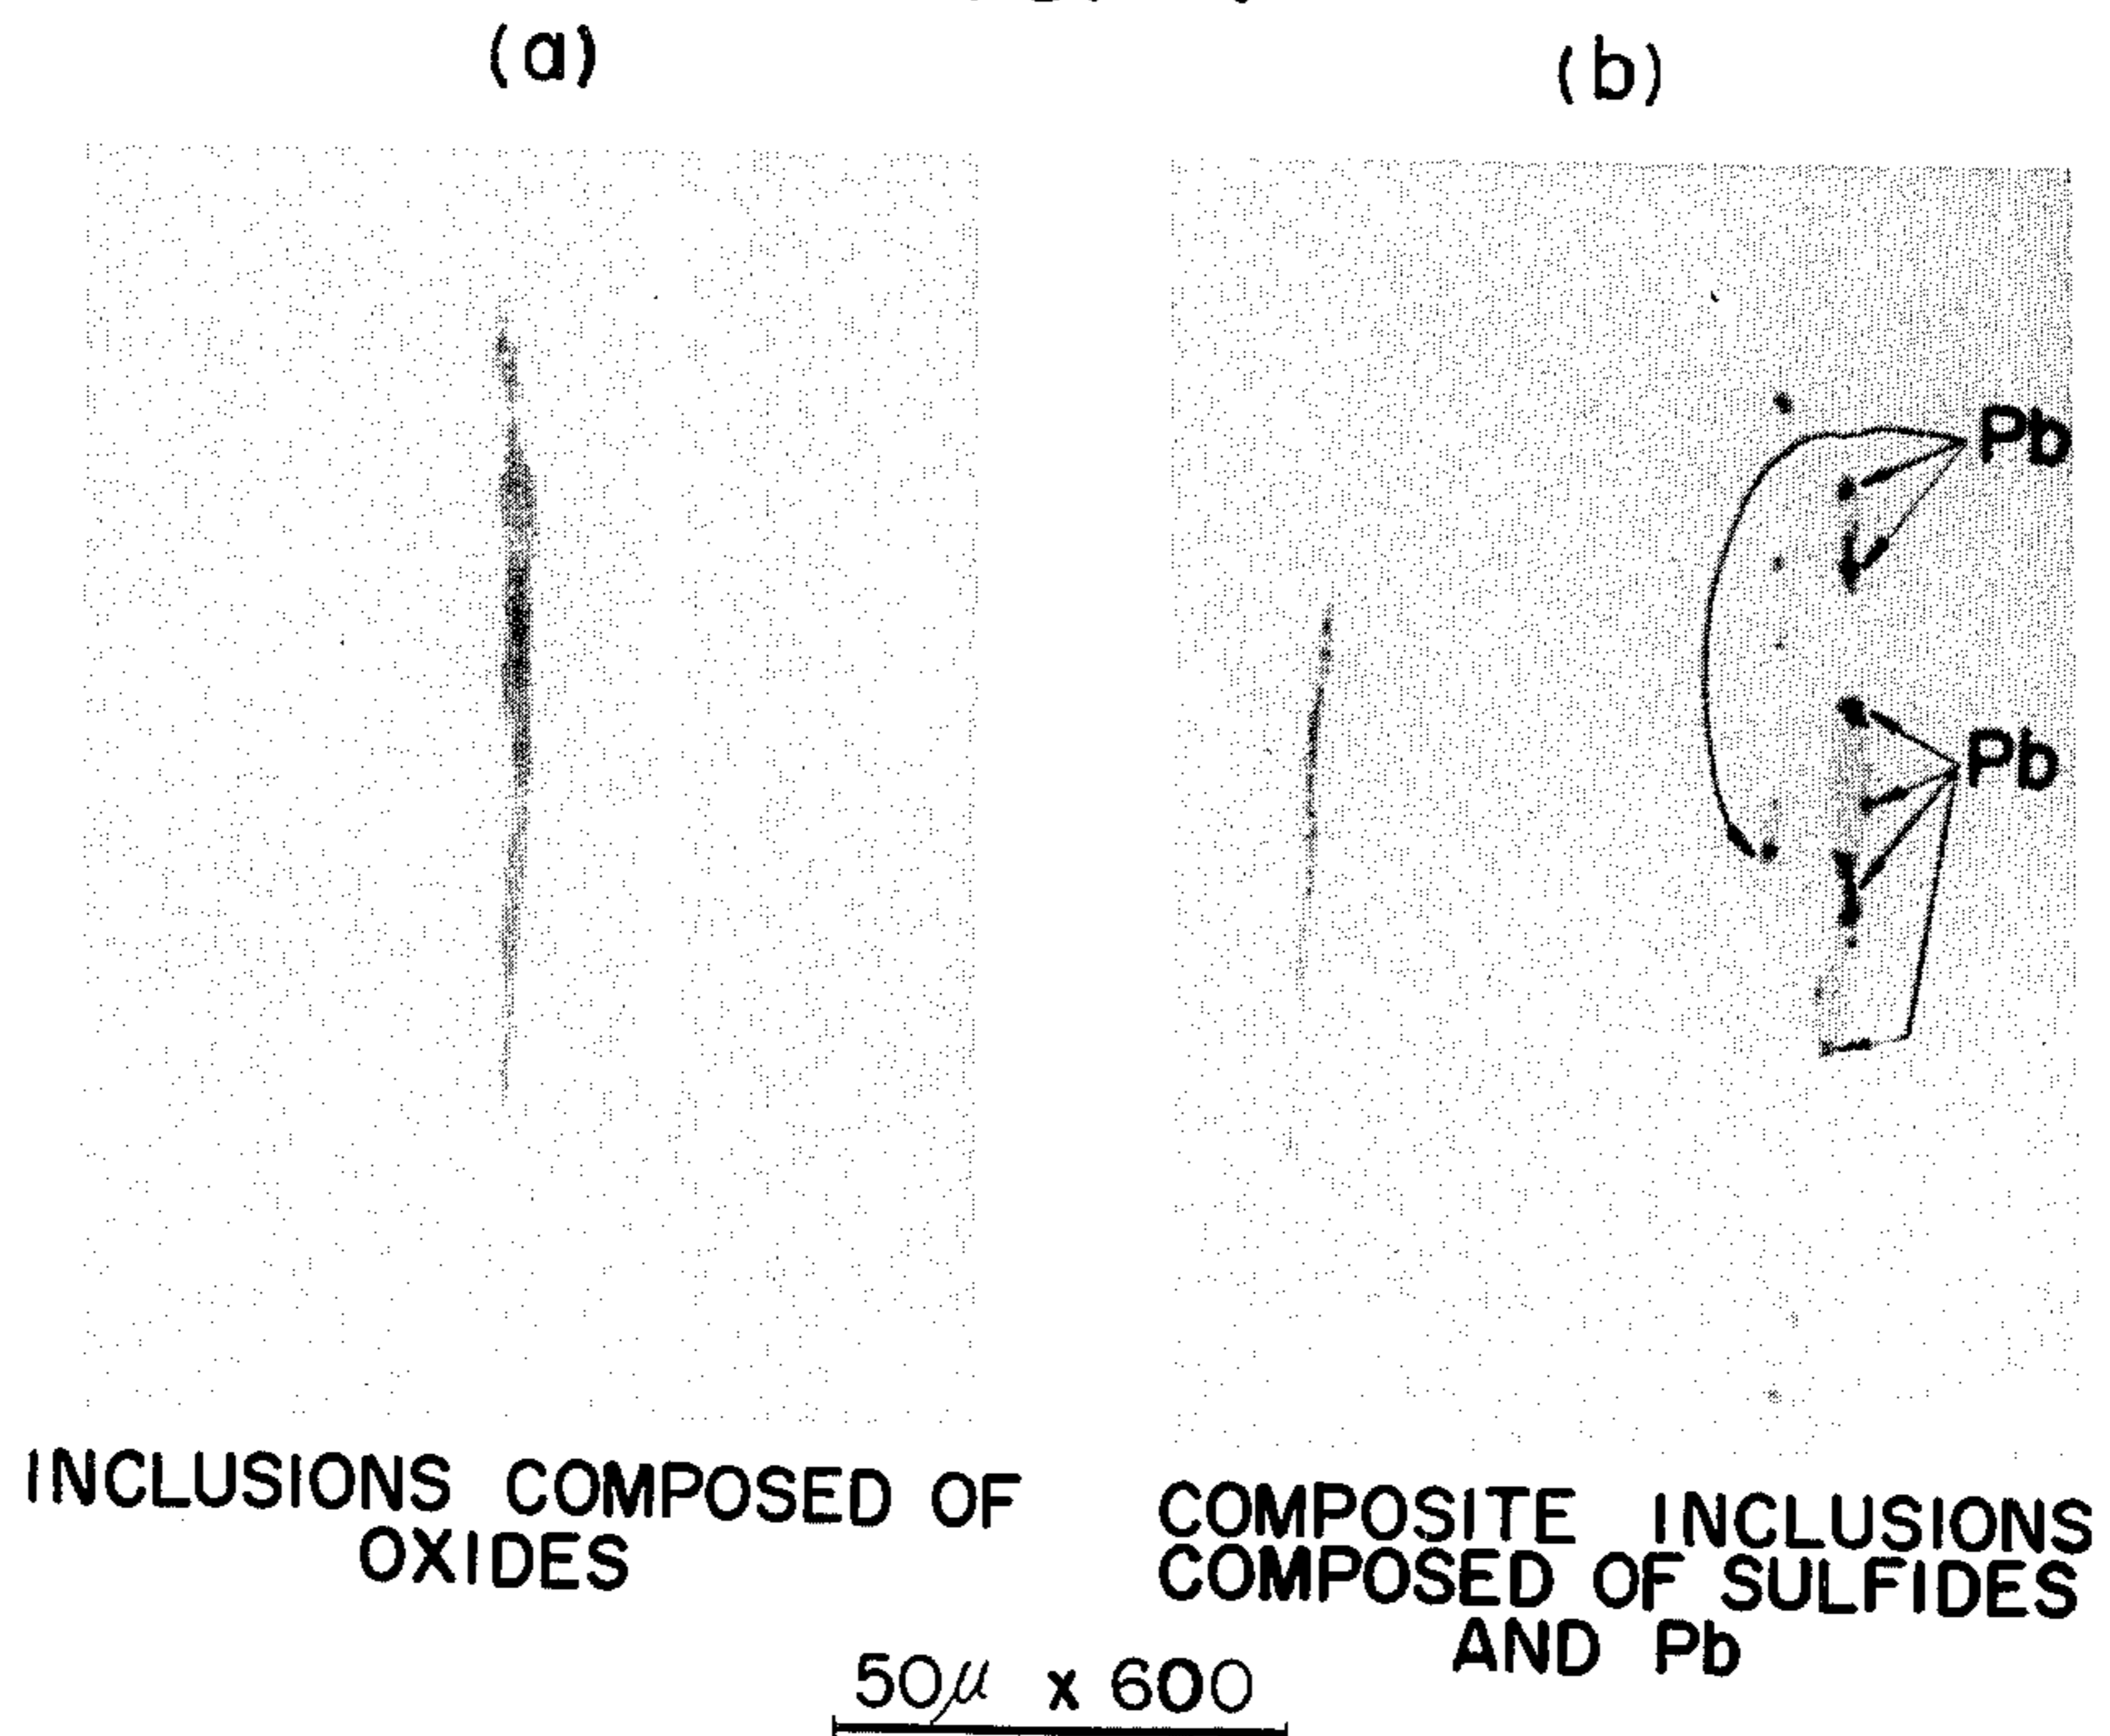 (a)
(b)
Pb
Pb
INCLUSIONS COMPOSED OF
OXIDES
COMPOSITE INCLUSIONS
COMPOSED OF SULFIDES
AND Pb
50μ x 600